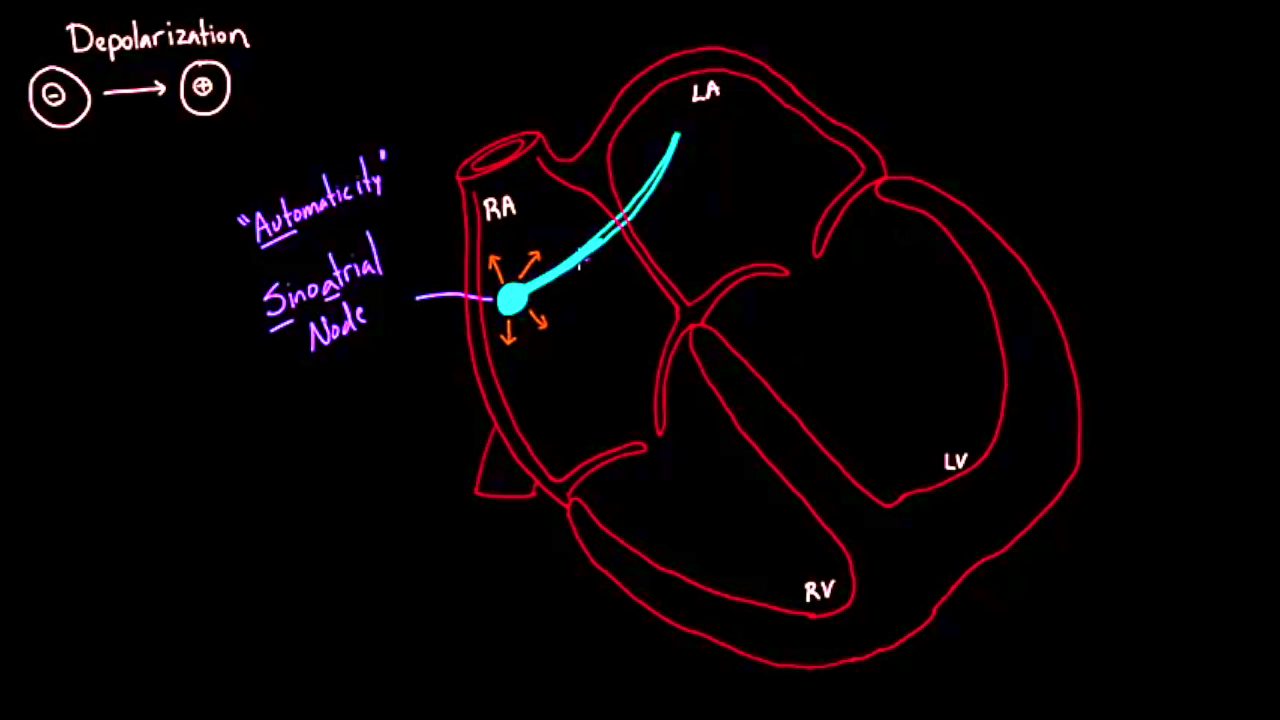 Depolarization
- → +
"Automaticity"
Sinoatrial
Node
RA
LA
LV
RV